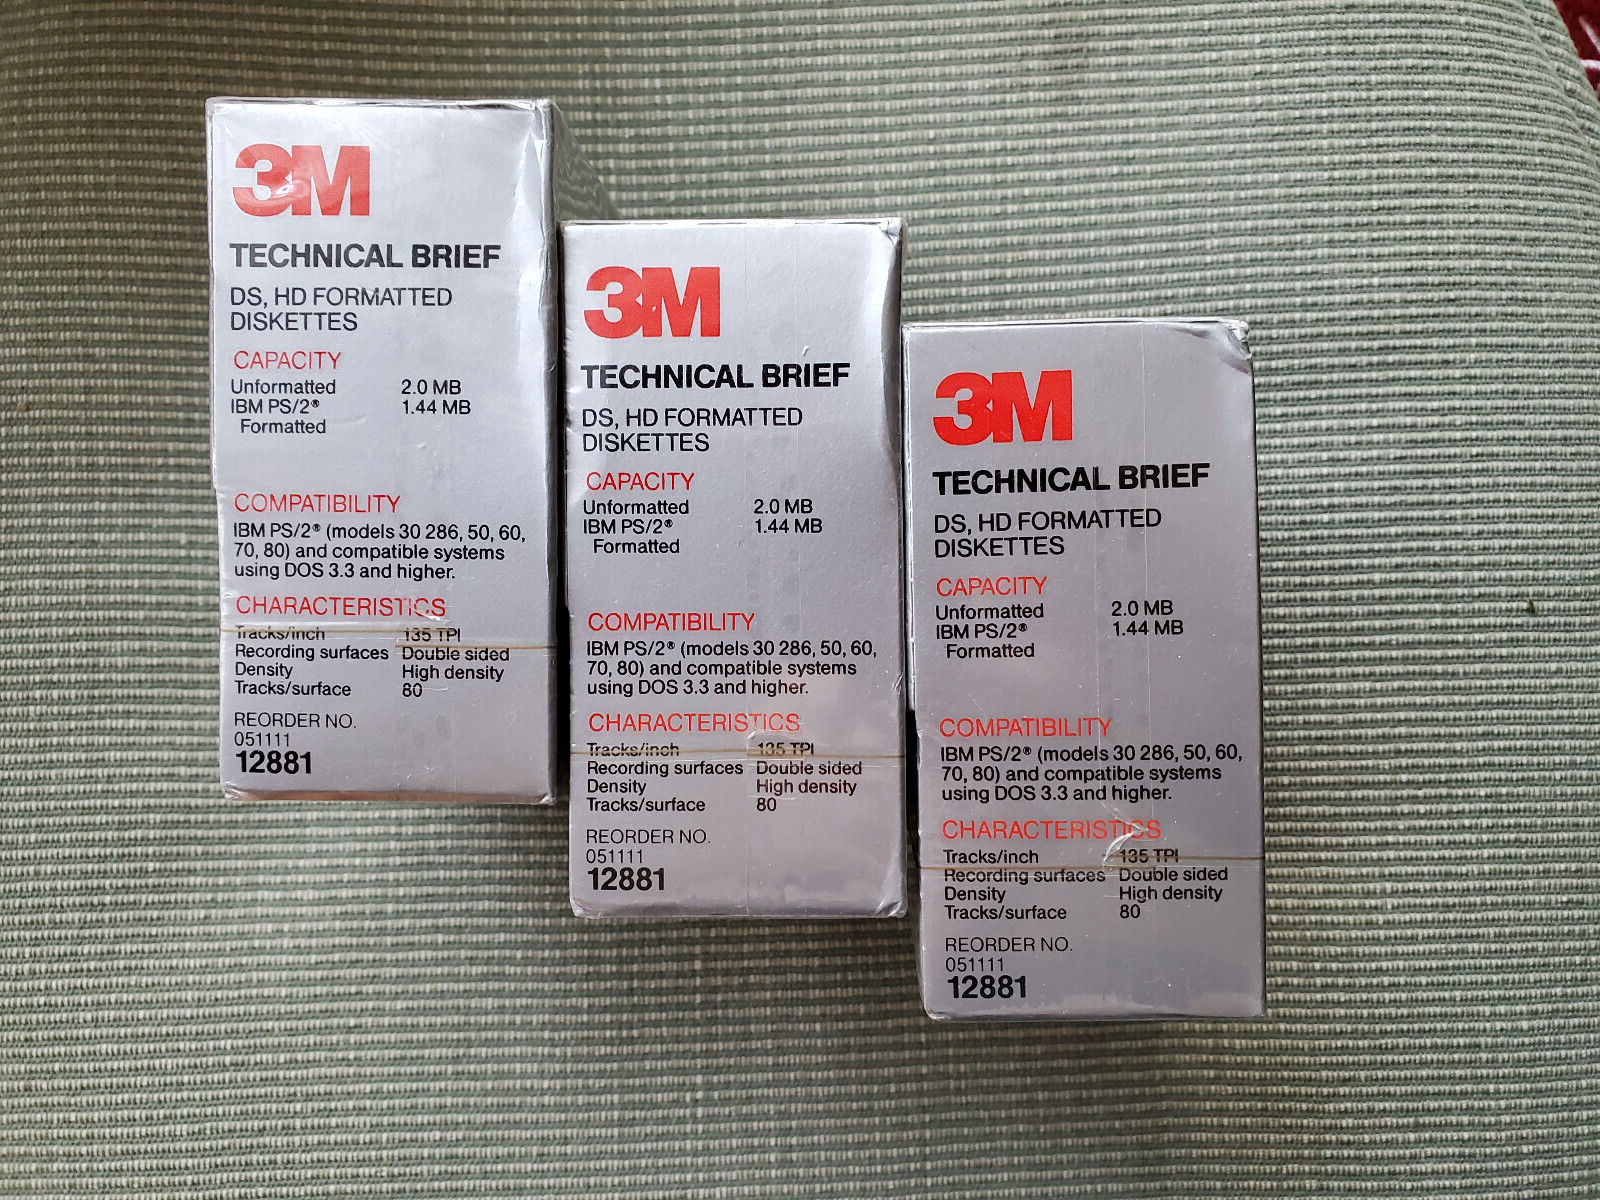 3M
TECHNICAL BRIEF
DS, HD FORMATTED
DISKETTES
CAPACITY
Unformatted 2.0 MB
IBM PS/2® 1.44 MB
Formatted
COMPATIBILITY
IBM PS/2® (models 30 286, 50, 60,
70, 80) and compatible systems
using DOS 3.3 and higher.
CHARACTERISTICS
Tracks/inch 135 TPI
Recording surfaces Double sided
Density High density
Tracks/surface 80
REORDER NO.
051111
12881
3M
TECHNICAL BRIEF
DS, HD FORMATTED
DISKETTES
CAPACITY
Unformatted 2.0 MB
IBM PS/2® 1.44 MB
Formatted
COMPATIBILITY
IBM PS/2® (models 30 286, 50, 60,
70, 80) and compatible systems
using DOS 3.3 and higher.
CHARACTERISTICS
Tracks/inch 135 TPI
Recording surfaces Double sided
Density High density
Tracks/surface 80
REORDER NO.
051111
12881
3M
TECHNICAL BRIEF
DS, HD FORMATTED
DISKETTES
CAPACITY
Unformatted 2.0 MB
IBM PS/2® 1.44 MB
Formatted
COMPATIBILITY
IBM PS/2® (models 30 286, 50, 60,
70, 80) and compatible systems
using DOS 3.3 and higher.
CHARACTERISTICS
Tracks/inch 135 TPI
Recording surfaces Double sided
Density High density
Tracks/surface 80
REORDER NO.
051111
12881